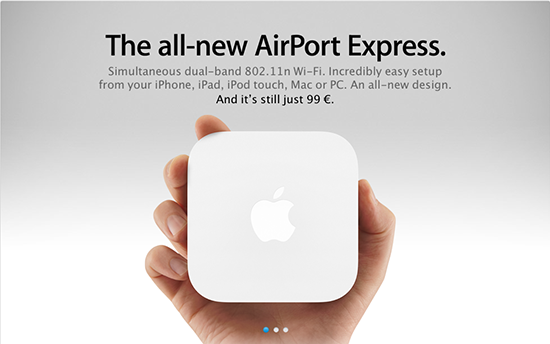 The all-new AirPort Express.
Simultaneous dual-band 802.11n Wi-Fi. Incredibly easy setup
from your iPhone, iPad, iPod touch, Mac or PC. An all-new design.
And it's still just 99 €.